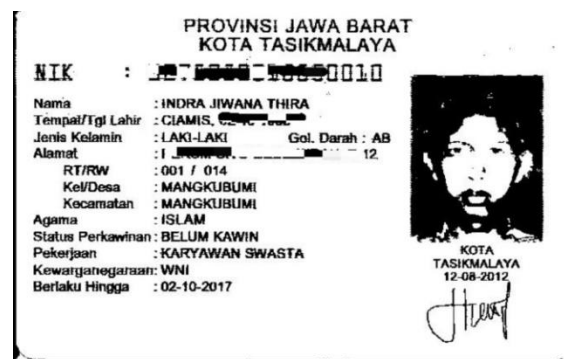 PROVINSI JAWA BARAT
KOTA TASIKMALAYA
NIK :
Nama : INDRA JIWANA THIRA
Tempat/Tgl Lahir : CIAMIS,
Jenis Kelamin : LAKI-LAKI Gol. Darah : AB
Alamat : 12
RT/RW : 001 / 014
Kel/Desa : MANGKUBUMI
Kecamatan : MANGKUBUMI
Agama : ISLAM
Status Perkawinan : BELUM KAWIN
Pekerjaan : KARYAWAN SWASTA
Kewarganegaraan: WNI
Berlaku Hingga : 02-10-2017
KOTA
TASIKMALAYA
12-08-2012